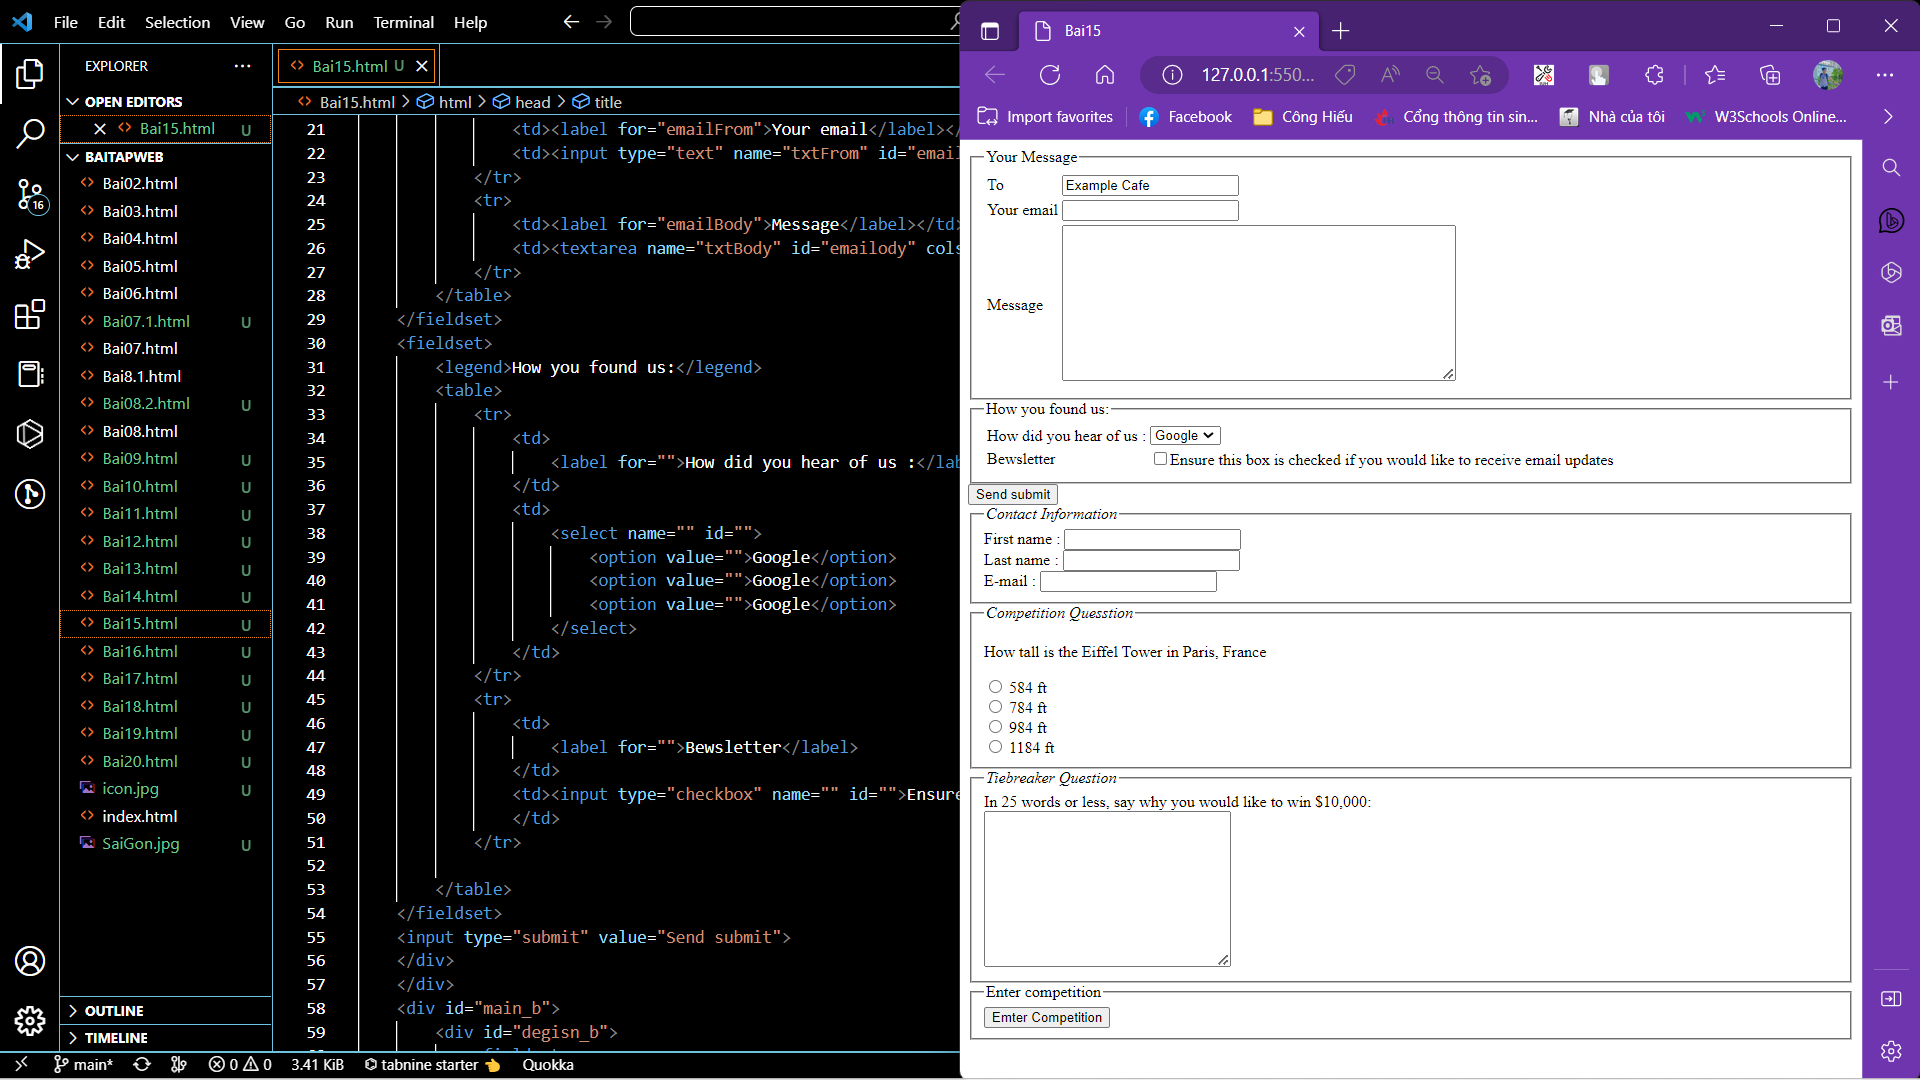 File Edit Selection View Go Run Terminal Help
EXPLORER
OPEN EDITORS
Bai15.html U
BAITAPWEB
Bai02.html
Bai03.html
Bai04.html
Bai05.html
Bai06.html
Bai07.1.html U
Bai07.html
Bai8.1.html
Bai08.2.html U
Bai08.html
Bai09.html U
Bai10.html U
Bai11.html U
Bai12.html U
Bai13.html U
Bai14.html U
Bai15.html U
Bai16.html U
Bai17.html U
Bai18.html U
Bai19.html U
Bai20.html U
icon.jpg U
index.html
SaiGon.jpg U
OUTLINE
TIMELINE
16
Bai15.html U
Bai15.html > html > head > title
21 <td><label for="emailFrom">Your email</label></
22 <td><input type="text" name="txtFrom" id="email
23 </tr>
24 <tr>
25 <td><label for="emailBody">Message</label></td>
26 <td><textarea name="txtBody" id="emailody" cols
27 </tr>
28 </table>
29 </fieldset>
30 <fieldset>
31 <legend>How you found us:</legend>
32 <table>
33 <tr>
34 <td>
35 <label for="">How did you hear of us :</lab
36 </td>
37 <td>
38 <select name="" id="">
39 <option value="">Google</option>
40 <option value="">Google</option>
41 <option value="">Google</option>
42 </select>
43 </td>
44 </tr>
45 <tr>
46 <td>
47 <label for="">Bewsletter</label>
48 </td>
49 <td><input type="checkbox" name="" id="">Ensure
50 </td>
51 </tr>
52
53 </table>
54 </fieldset>
55 <input type="submit" value="Send submit">
56 </div>
57 </div>
58 <div id="main_b">
59 <div id="degisn_b">
main* 0 0 3.41 KiB tabnine starter Quokka
Bai15
127.0.0.1:550...
Import favorites Facebook Công Hiếu Cổng thông tin sin... Nhà của tôi W3Schools Online...
Your Message
To Example Cafe
Your email
Message
How you found us:
How did you hear of us : Google
Bewsletter Ensure this box is checked if you would like to receive email updates
Send submit
Contact Information
First name :
Last name :
E-mail :
Competition Quesstion
How tall is the Eiffel Tower in Paris, France
584 ft
784 ft
984 ft
1184 ft
Tiebreaker Question
In 25 words or less, say why you would like to win $10,000:
Enter competition
Emter Competition